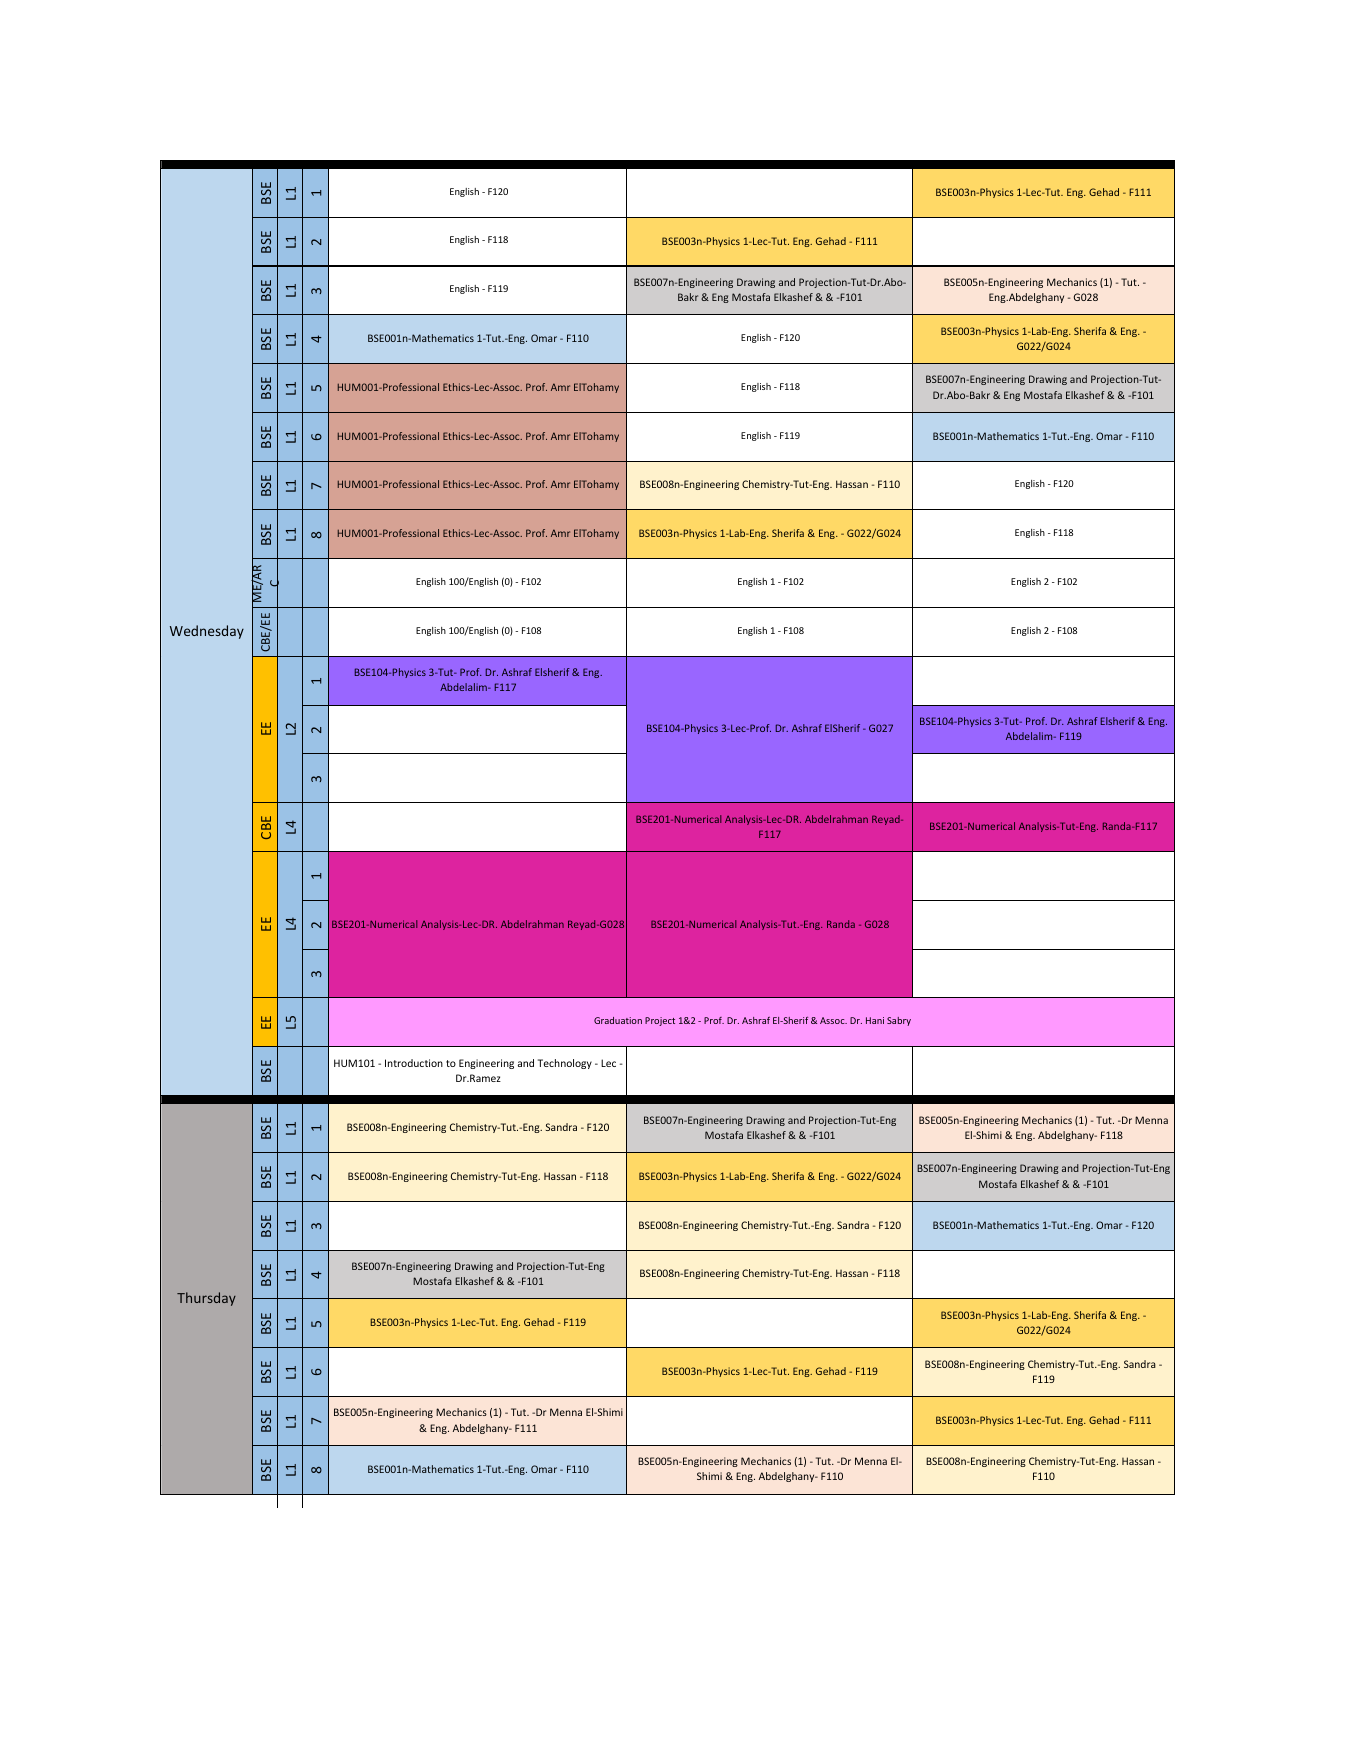 Wednesday
BSE L1 1 English - F120 BSE003n-Physics 1-Lec-Tut. Eng. Gehad - F111
BSE L1 2 English - F118 BSE003n-Physics 1-Lec-Tut. Eng. Gehad - F111
BSE L1 3 English - F119
BSE007n-Engineering Drawing and Projection-Tut-Dr.Abo-
Bakr & Eng Mostafa Elkashef & & -F101
BSE005n-Engineering Mechanics (1) - Tut. -
Eng.Abdelghany - G028
BSE L1 4 BSE001n-Mathematics 1-Tut.-Eng. Omar - F110 English - F120
BSE003n-Physics 1-Lab-Eng. Sherifa & Eng. -
G022/G024
BSE L1 5 HUM001-Professional Ethics-Lec-Assoc. Prof. Amr ElTohamy English - F118
BSE007n-Engineering Drawing and Projection-Tut-
Dr.Abo-Bakr & Eng Mostafa Elkashef & & -F101
BSE L1 6 HUM001-Professional Ethics-Lec-Assoc. Prof. Amr ElTohamy English - F119 BSE001n-Mathematics 1-Tut.-Eng. Omar - F110
BSE L1 7 HUM001-Professional Ethics-Lec-Assoc. Prof. Amr ElTohamy BSE008n-Engineering Chemistry-Tut-Eng. Hassan - F110 English - F120
BSE L1 8 HUM001-Professional Ethics-Lec-Assoc. Prof. Amr ElTohamy BSE003n-Physics 1-Lab-Eng. Sherifa & Eng. - G022/G024 English - F118
ME/AR
C
English 100/English (0) - F102 English 1 - F102 English 2 - F102
CBE/EE English 100/English (0) - F108 English 1 - F108 English 2 - F108
EE L2 1
BSE104-Physics 3-Tut- Prof. Dr. Ashraf Elsherif & Eng.
Abdelalim- F117
2 BSE104-Physics 3-Lec-Prof. Dr. Ashraf ElSherif - G027
BSE104-Physics 3-Tut- Prof. Dr. Ashraf Elsherif & Eng.
Abdelalim- F119
3
CBE L4
BSE201-Numerical Analysis-Lec-DR. Abdelrahman Reyad-
F117
BSE201-Numerical Analysis-Tut-Eng. Randa-F117
EE L4 1
2 BSE201-Numerical Analysis-Lec-DR. Abdelrahman Reyad-G028 BSE201-Numerical Analysis-Tut.-Eng. Randa - G028
3
EE L5 Graduation Project 1&2 - Prof. Dr. Ashraf El-Sherif & Assoc. Dr. Hani Sabry
BSE
HUM101 - Introduction to Engineering and Technology - Lec -
Dr.Ramez
Thursday
BSE L1 1 BSE008n-Engineering Chemistry-Tut.-Eng. Sandra - F120
BSE007n-Engineering Drawing and Projection-Tut-Eng
Mostafa Elkashef & & -F101
BSE005n-Engineering Mechanics (1) - Tut. -Dr Menna
El-Shimi & Eng. Abdelghany- F118
BSE L1 2 BSE008n-Engineering Chemistry-Tut-Eng. Hassan - F118 BSE003n-Physics 1-Lab-Eng. Sherifa & Eng. - G022/G024
BSE007n-Engineering Drawing and Projection-Tut-Eng
Mostafa Elkashef & & -F101
BSE L1 3 BSE008n-Engineering Chemistry-Tut.-Eng. Sandra - F120 BSE001n-Mathematics 1-Tut.-Eng. Omar - F120
BSE L1 4
BSE007n-Engineering Drawing and Projection-Tut-Eng
Mostafa Elkashef & & -F101
BSE008n-Engineering Chemistry-Tut-Eng. Hassan - F118
BSE L1 5 BSE003n-Physics 1-Lec-Tut. Eng. Gehad - F119
BSE003n-Physics 1-Lab-Eng. Sherifa & Eng. -
G022/G024
BSE L1 6 BSE003n-Physics 1-Lec-Tut. Eng. Gehad - F119
BSE008n-Engineering Chemistry-Tut.-Eng. Sandra -
F119
BSE L1 7
BSE005n-Engineering Mechanics (1) - Tut. -Dr Menna El-Shimi
& Eng. Abdelghany- F111
BSE003n-Physics 1-Lec-Tut. Eng. Gehad - F111
BSE L1 8 BSE001n-Mathematics 1-Tut.-Eng. Omar - F110
BSE005n-Engineering Mechanics (1) - Tut. -Dr Menna El-
Shimi & Eng. Abdelghany- F110
BSE008n-Engineering Chemistry-Tut-Eng. Hassan -
F110